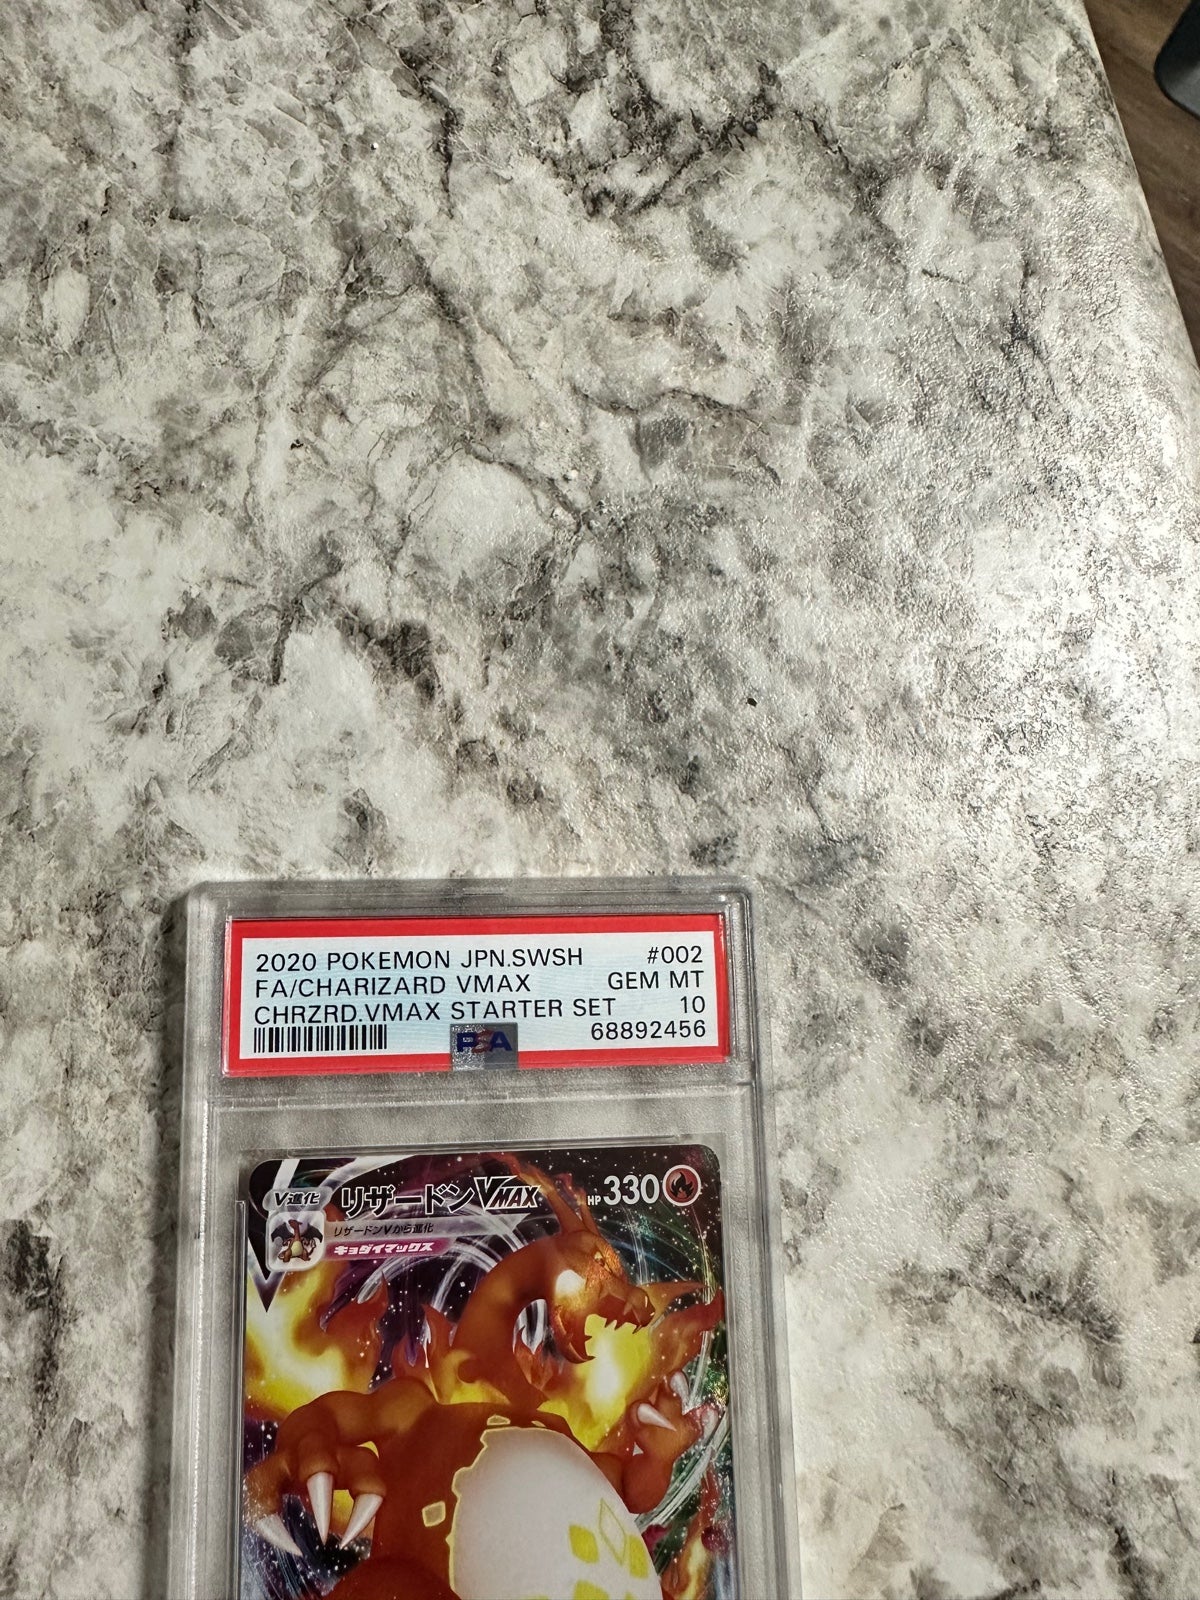 2020 POKEMON JPN.SWSH #002
FA/CHARIZARD VMAX GEM MT
CHRZRD.VMAX STARTER SET 10
PSA 68892456
V進化 リザードンVMAX HP330
リザードンVから進化
キョダイマックス